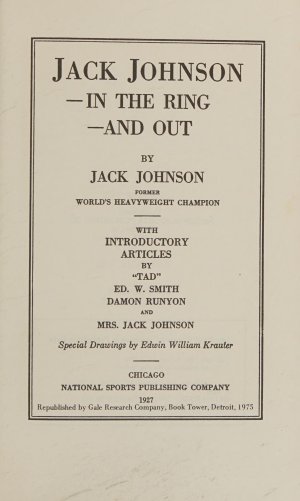 JACK JOHNSON
—IN THE RING
—AND OUT
BY
JACK JOHNSON
FORMER
WORLD'S HEAVYWEIGHT CHAMPION
WITH
INTRODUCTORY
ARTICLES
BY
"TAD"
ED. W. SMITH
DAMON RUNYON
AND
MRS. JACK JOHNSON
Special Drawings by Edwin William Krauter
CHICAGO
NATIONAL SPORTS PUBLISHING COMPANY
1927
Republished by Gale Research Company, Book Tower, Detroit, 1975